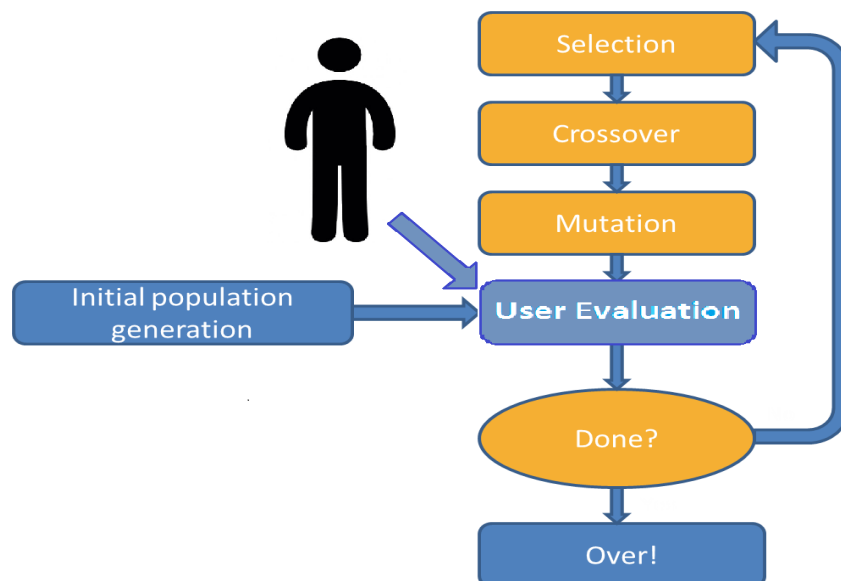 Selection
Crossover
Mutation
Initial population
generation
User Evaluation
Done?
Over!